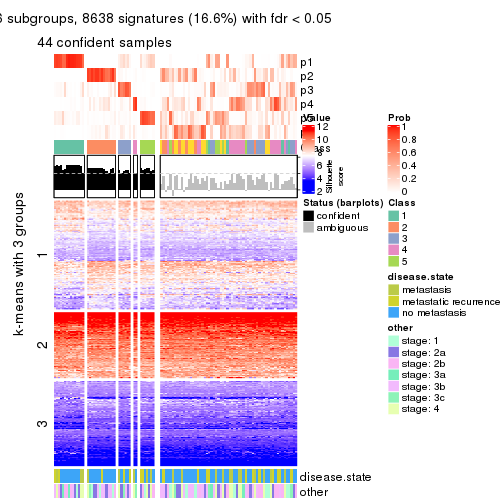 6 subgroups, 8638 signatures (16.6%) with fdr < 0.05
44 confident samples
p1
p2
p3
p4
Value
12
10
8
6
4
2
Prob
1
0.8
0.6
0.4
0.2
0
Silhouette
score
k-means with 3 groups
1
2
3
Status (barplots)
confident
ambiguous
Class
1
2
3
4
5
disease.state
metastasis
metastatic recurrence
no metastasis
other
stage: 1
stage: 2a
stage: 2b
stage: 3a
stage: 3b
stage: 3c
stage: 4
disease.state
other